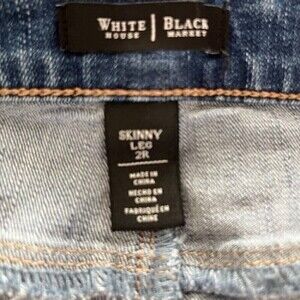 WHITE | BLACK
HOUSE | MARKET
SKINNY
LEG
2R
MADE IN
CHINA
HECHO EN
CHINA
FABRIQUÉ EN
CHINE